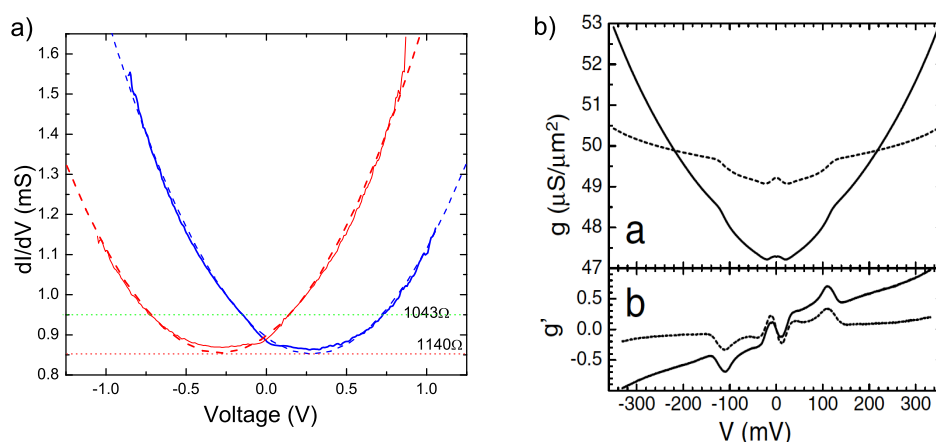 a)
dI/dV (mS)
1.6
1.5
1.4
1.3
1.2
1.1
1.0
0.9
0.8
1043Ω
1140Ω
-1.0 -0.5 0.0 0.5 1.0
Voltage (V)
b)
g (µS/µm²)
53
52
51
50
49
48
47
a
g'
0.5
0.0
-0.5
b
-300 -200 -100 0 100 200 300
V (mV)